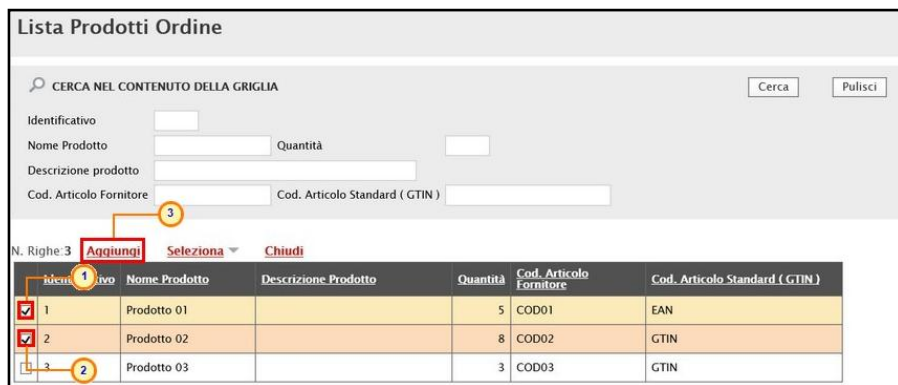 Lista Prodotti Ordine
CERCA NEL CONTENUTO DELLA GRIGLIA Cerca Pulisci
Identificativo
Nome Prodotto Quantità
Descrizione prodotto
Cod. Articolo Fornitore Cod. Articolo Standard ( GTIN )
3
N. Righe:3 Aggiungi Seleziona Chiudi
1
Identificativo Nome Prodotto Descrizione Prodotto Quantità Cod. Articolo Fornitore Cod. Articolo Standard ( GTIN )
1 Prodotto 01 5 COD01 EAN
2 Prodotto 02 8 COD02 GTIN
3 Prodotto 03 3 COD03 GTIN
2